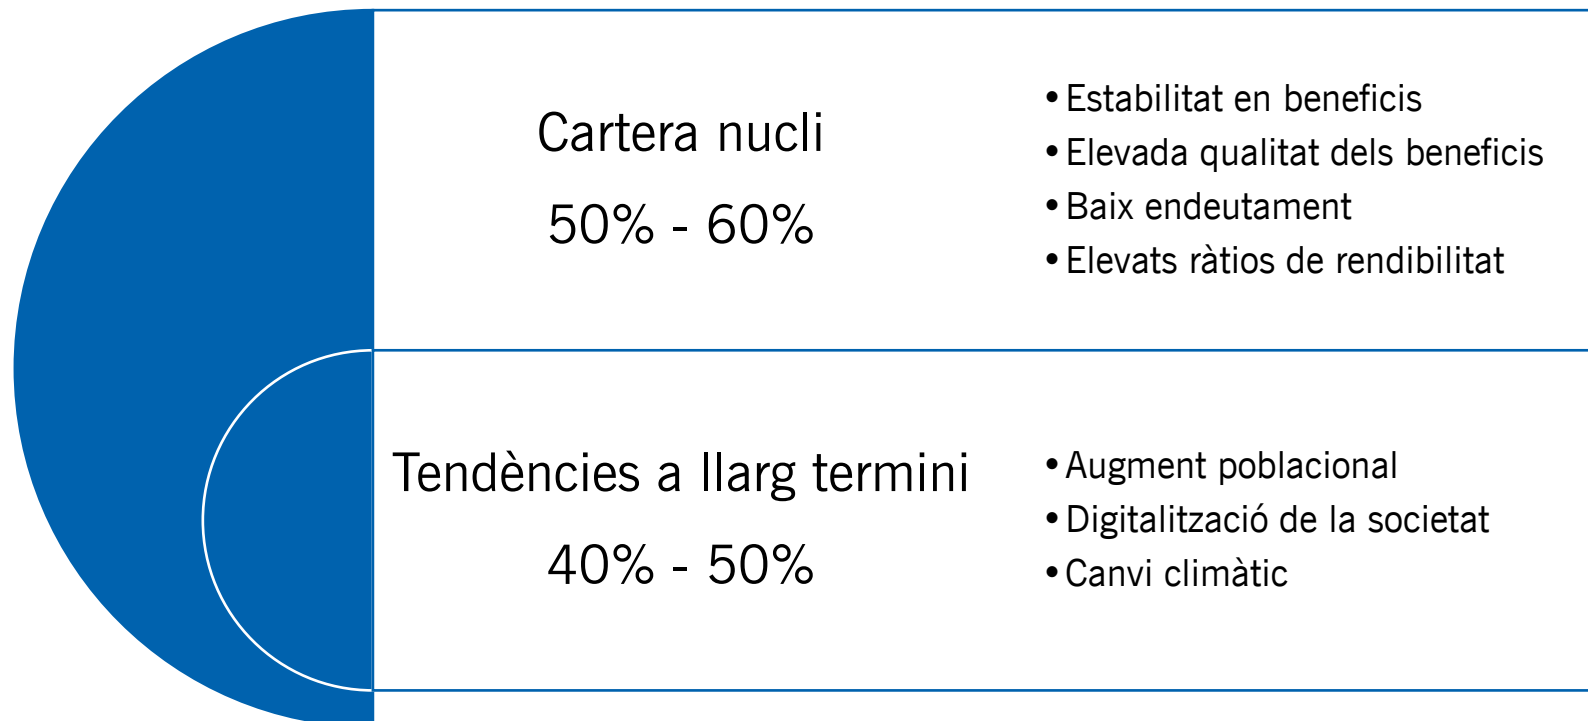 Cartera nucli
50% - 60%
• Estabilitat en beneficis
• Elevada qualitat dels beneficis
• Baix endeutament
• Elevats ràtios de rendibilitat
Tendències a llarg termini
40% - 50%
• Augment poblacional
• Digitalització de la societat
• Canvi climàtic